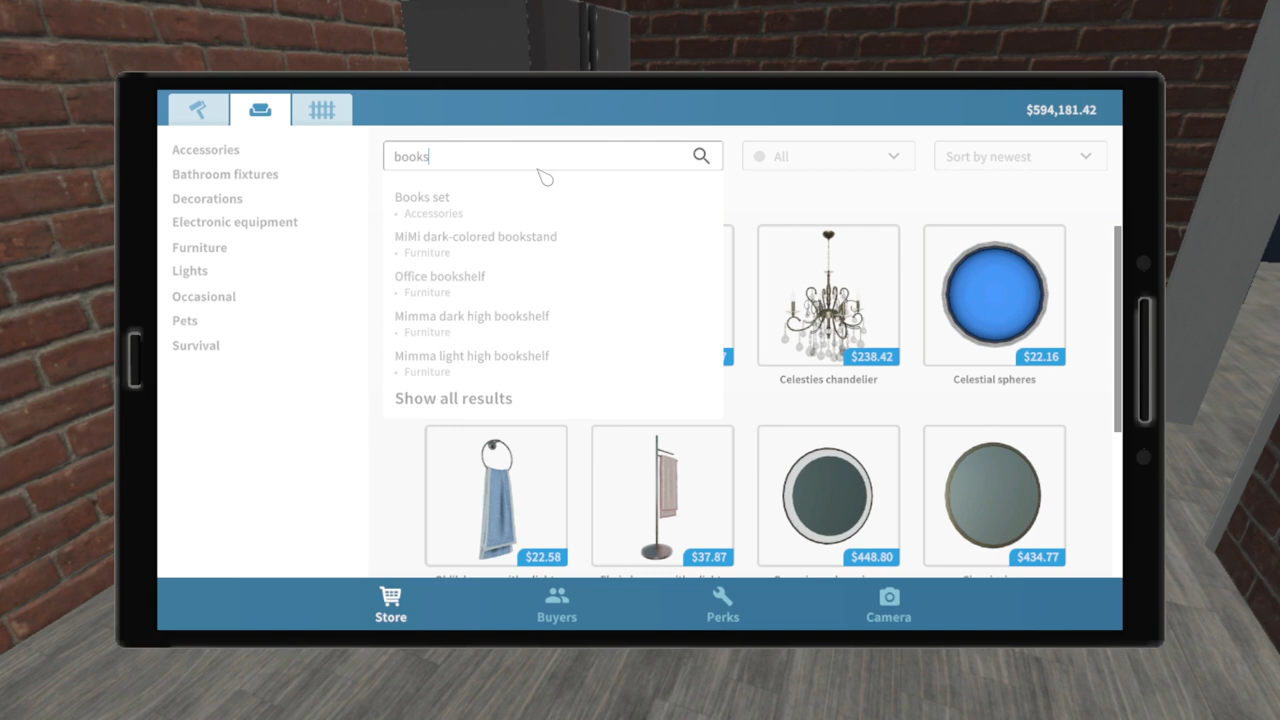 $594,181.42
Accessories
Bathroom fixtures
Decorations
Electronic equipment
Furniture
Lights
Occasional
Pets
Survival
books
All
Sort by newest
Books set
• Accessories
MiMi dark-colored bookstand
• Furniture
Office bookshelf
• Furniture
Mimma dark high bookshelf
• Furniture
Mimma light high bookshelf
• Furniture
Show all results
$238.42
$22.16
Celesties chandelier
Celestial spheres
$22.58
$37.87
$448.80
$434.77
Store
Buyers
Perks
Camera